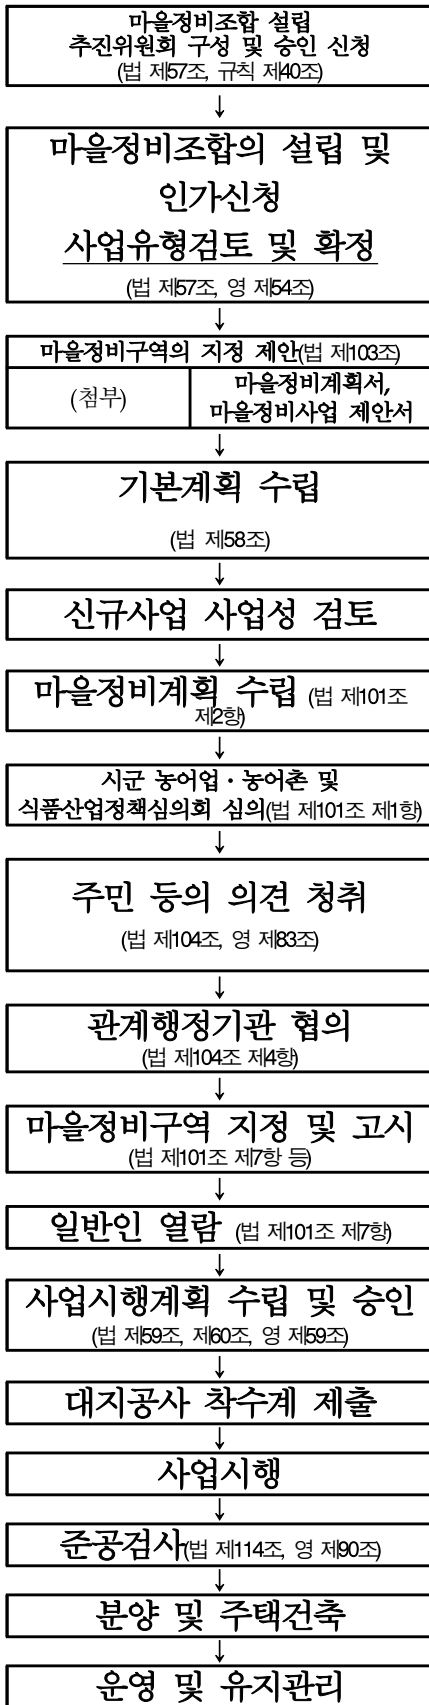 마을정비조합 설립
추진위원회 구성 및 승인 신청
(법 제57조, 규칙 제40조)
↓
마을정비조합의 설립 및
인가신청
사업유형검토 및 확정
(법 제57조, 영 제54조)
↓
마을정비구역의 지정 제안(법 제103조)
(첨부)
마을정비계획서,
마을정비사업 제안서
↓
기본계획 수립
(법 제58조)
↓
신규사업 사업성 검토
↓
마을정비계획 수립 (법 제101조
제2항)
↓
시군 농어업·농어촌 및
식품산업정책심의회 심의(법 제101조 제1항)
↓
주민 등의 의견 청취
(법 제104조, 영 제83조)
↓
관계행정기관 협의
(법 제104조 제4항)
↓
마을정비구역 지정 및 고시
(법 제101조 제7항 등)
↓
일반인 열람 (법 제101조 제7항)
↓
사업시행계획 수립 및 승인
(법 제59조, 제60조, 영 제59조)
↓
대지공사 착수계 제출
↓
사업시행
↓
준공검사(법 제114조, 영 제90조)
↓
분양 및 주택건축
↓
운영 및 유지관리